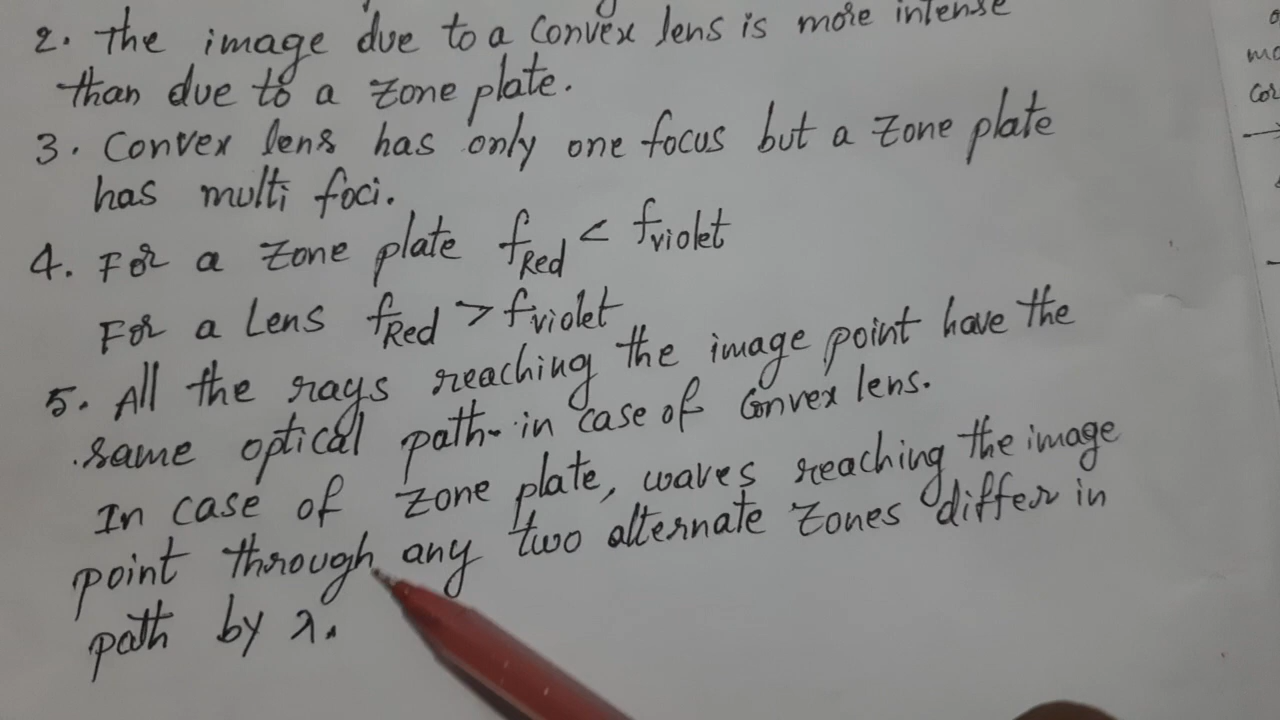 2. the image due to a convex lens is more intense
than due to a zone plate.
3. Convex lens has only one focus but a zone plate
has multi foci.
4. For a zone plate fRed < fviolet
For a Lens fRed > fviolet
5. All the rays reaching the image point have the
same optical path in case of convex lens.
In case of zone plate, waves reaching the image
point through any two alternate zones differ in
path by λ.